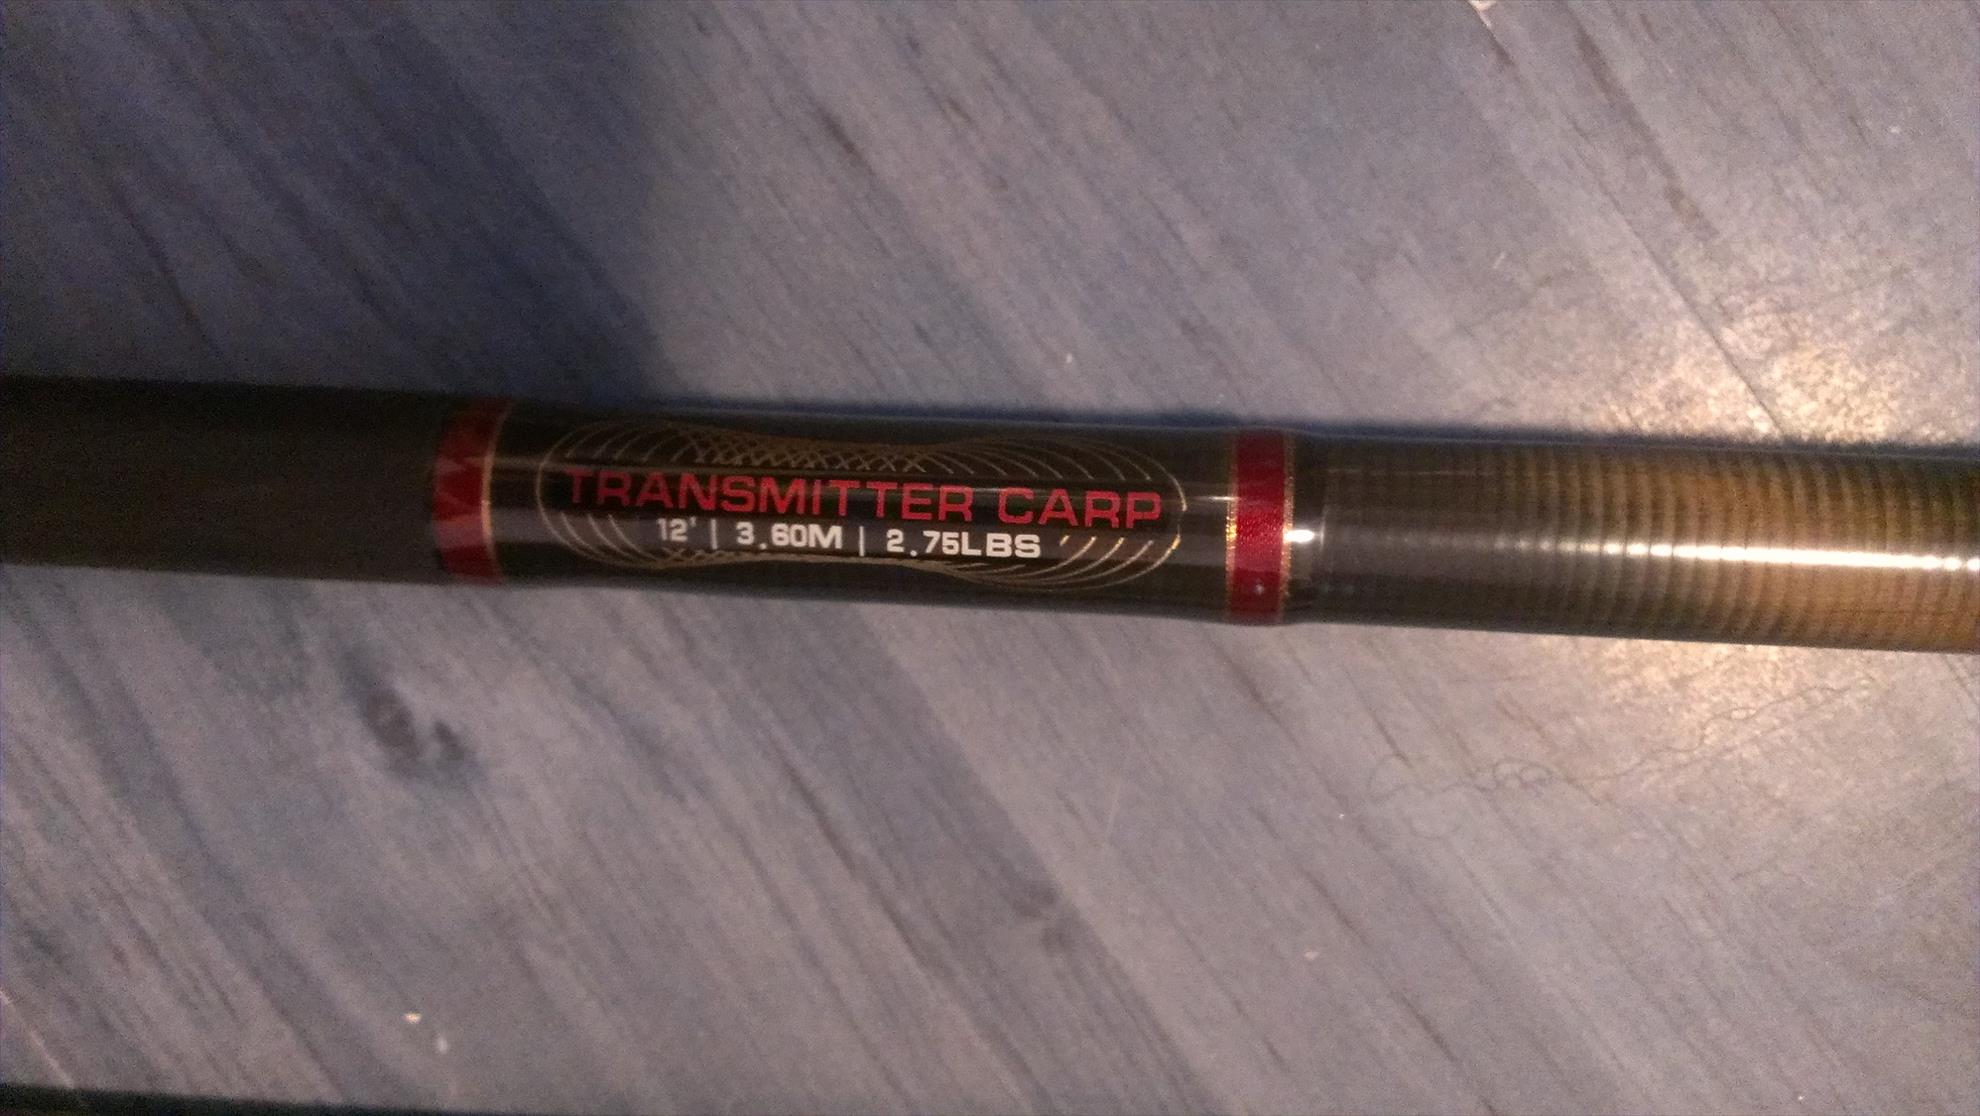 TRANSMITTER CARP
12' | 3.60M | 2.75LBS